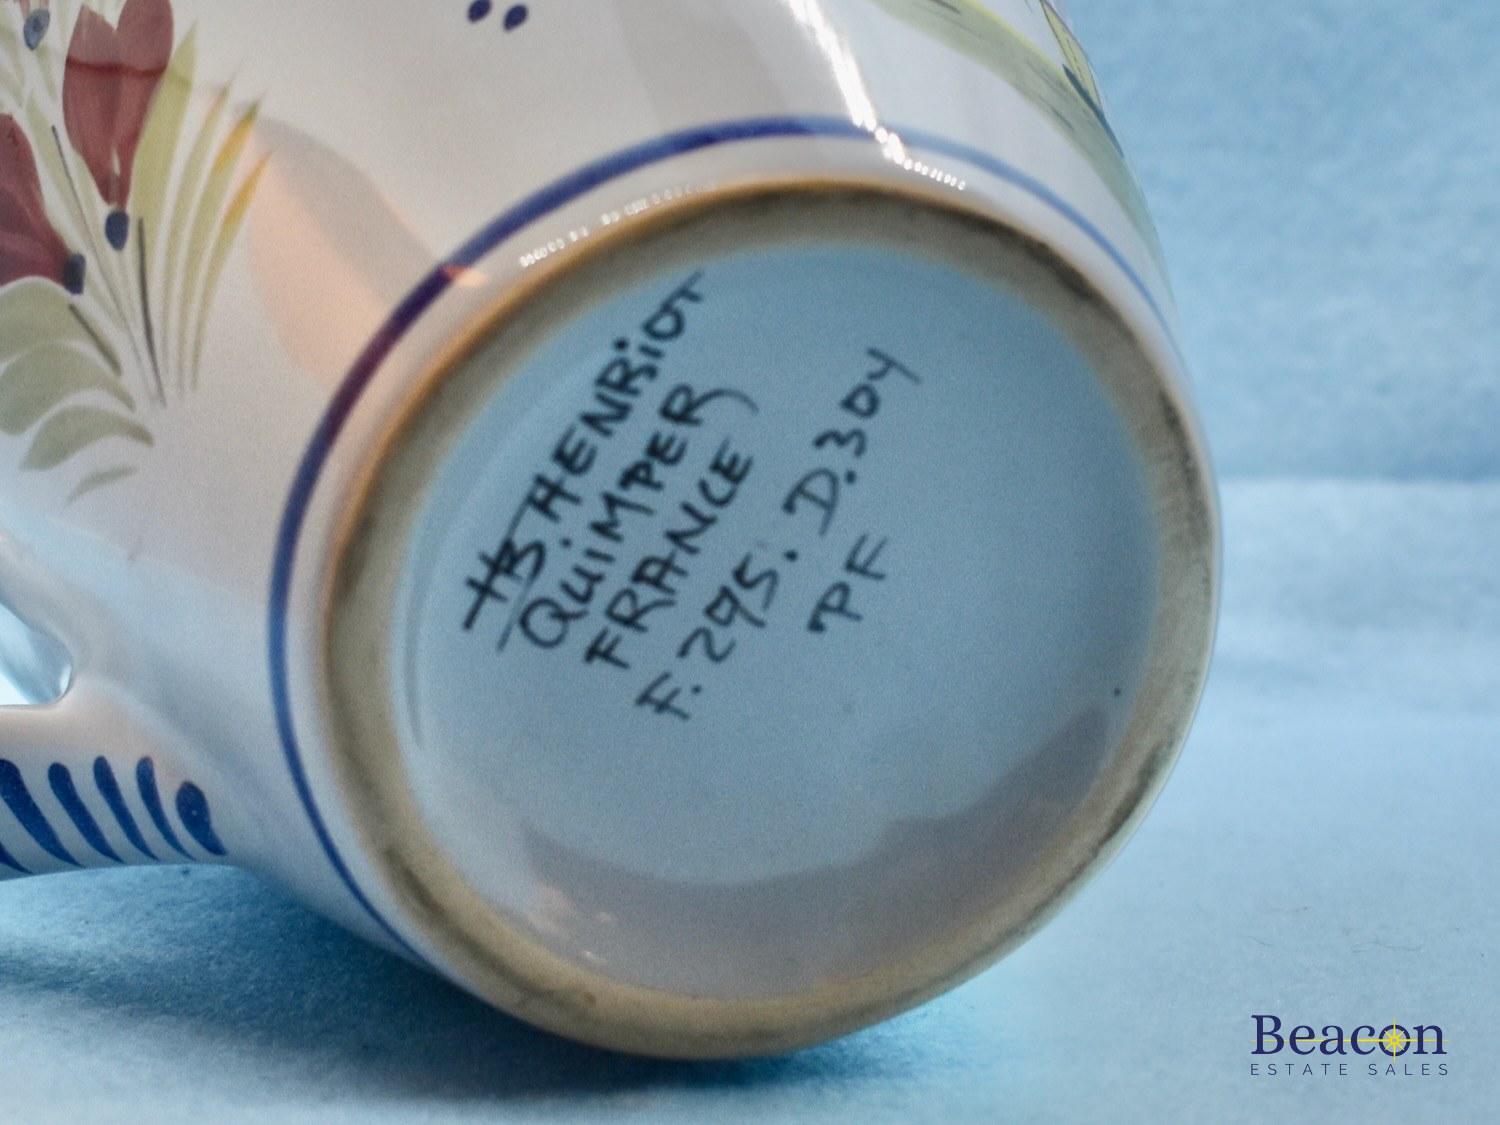 HB.HENRiOT
QUiMPER
FRANCE
F.295. D.304
PF
Beacon
ESTATE SALES